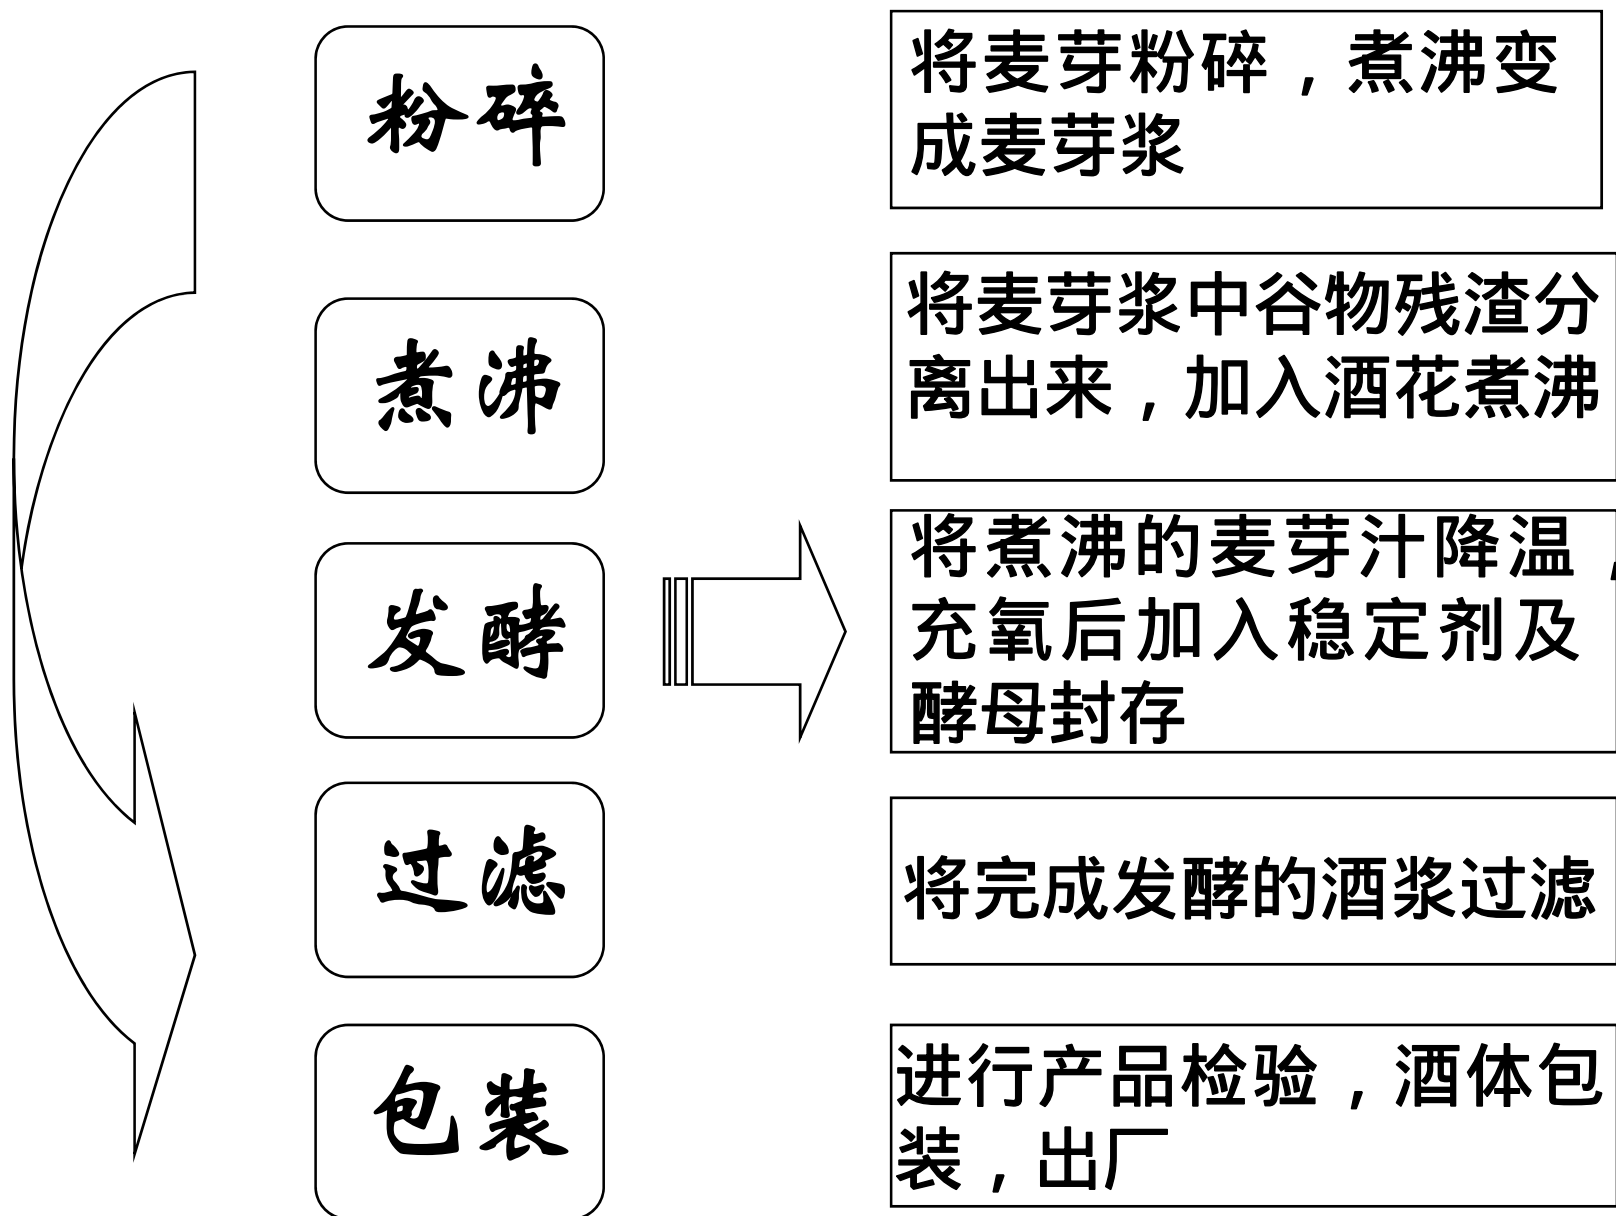 粉碎
将麦芽粉碎，煮沸变
成麦芽浆
煮沸
将麦芽浆中谷物残渣分
离出来，加入酒花煮沸
发酵
将煮沸的麦芽汁降温，
充氧后加入稳定剂及
酵母封存
过滤
将完成发酵的酒浆过滤
包装
进行产品检验，酒体包
装，出厂